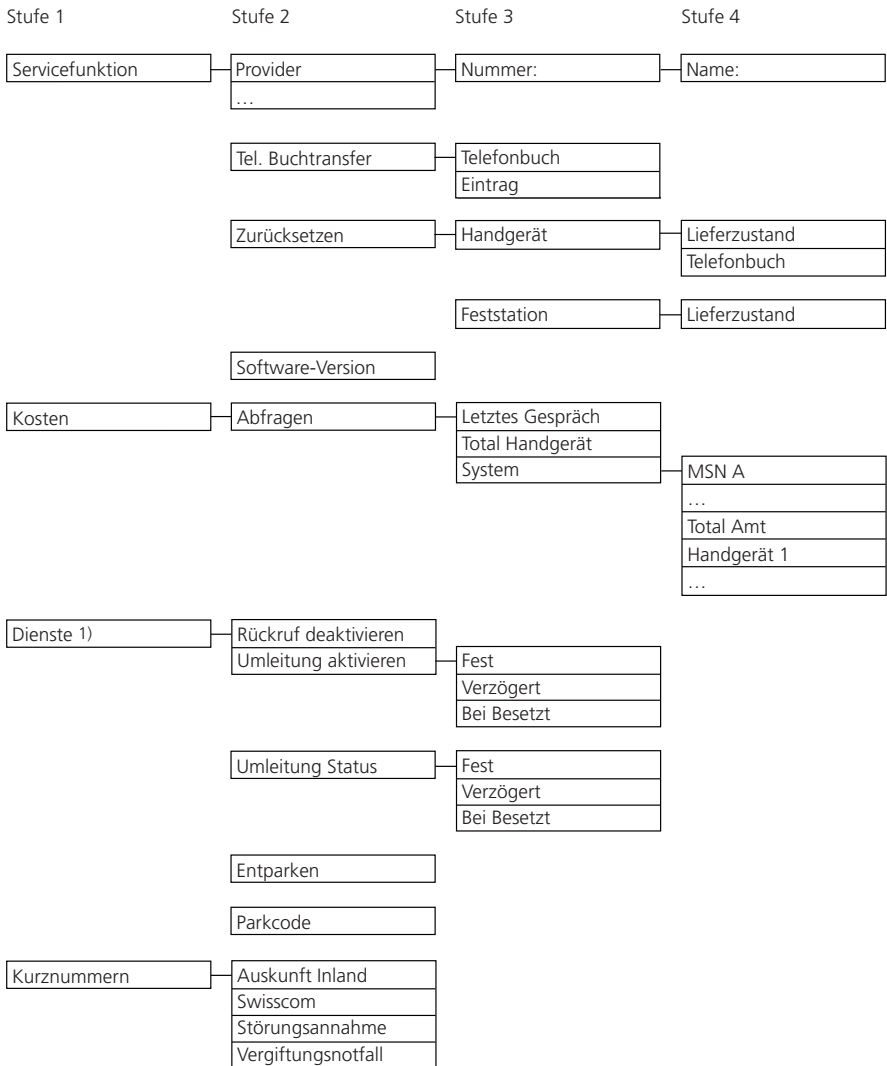 Stufe 1 Stufe 2 Stufe 3 Stufe 4
Servicefunktion Provider Nummer: Name:
…
Tel. Buchtransfer Telefonbuch
Eintrag
Zurücksetzen Handgerät Lieferzustand
Telefonbuch
Feststation Lieferzustand
Software-Version
Kosten Abfragen Letztes Gespräch
Total Handgerät
System MSN A
…
Total Amt
Handgerät 1
…
Dienste 1) Rückruf deaktivieren
Umleitung aktivieren Fest
Verzögert
Bei Besetzt
Umleitung Status Fest
Verzögert
Bei Besetzt
Entparken
Parkcode
Kurznummern Auskunft Inland
Swisscom
Störungsannahme
Vergiftungsnotfall